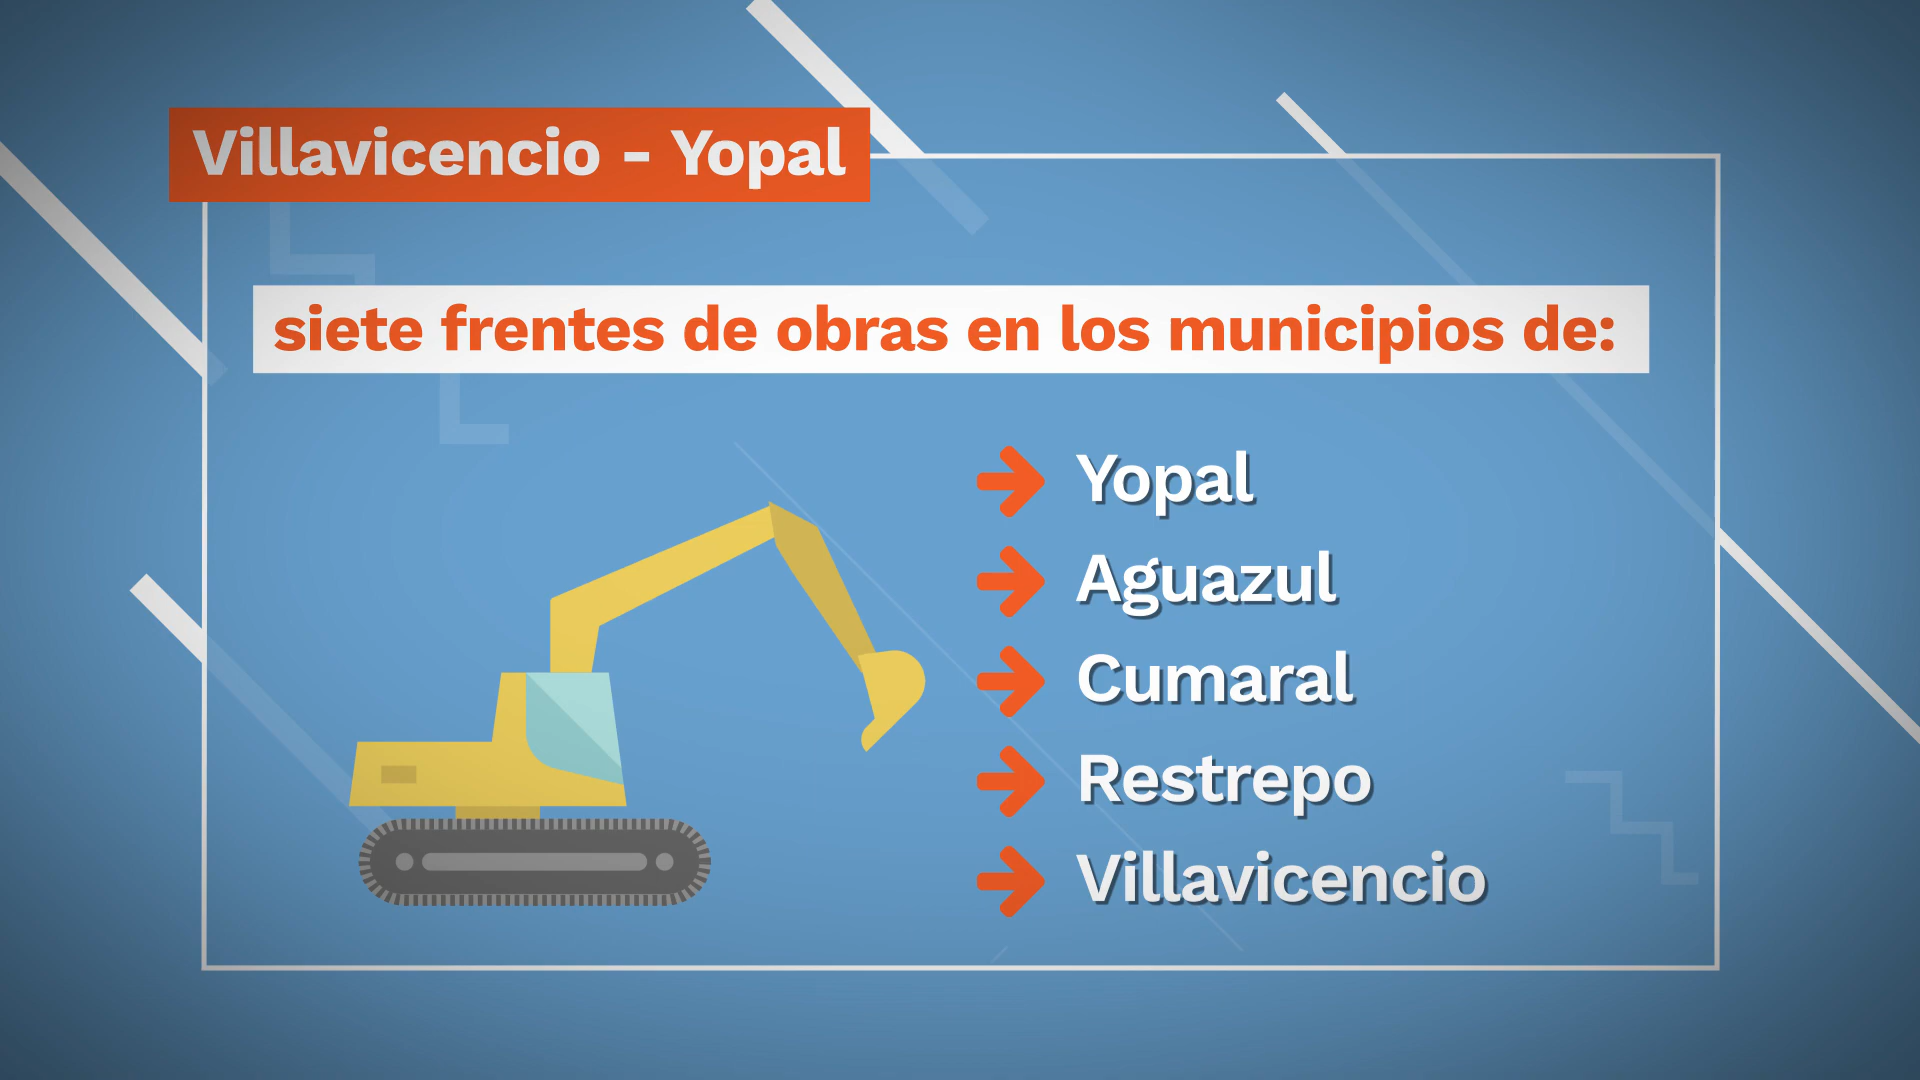 Villavicencio - Yopal
siete frentes de obras en los municipios de:
Yopal
Aguazul
Cumaral
Restrepo
Villavicencio